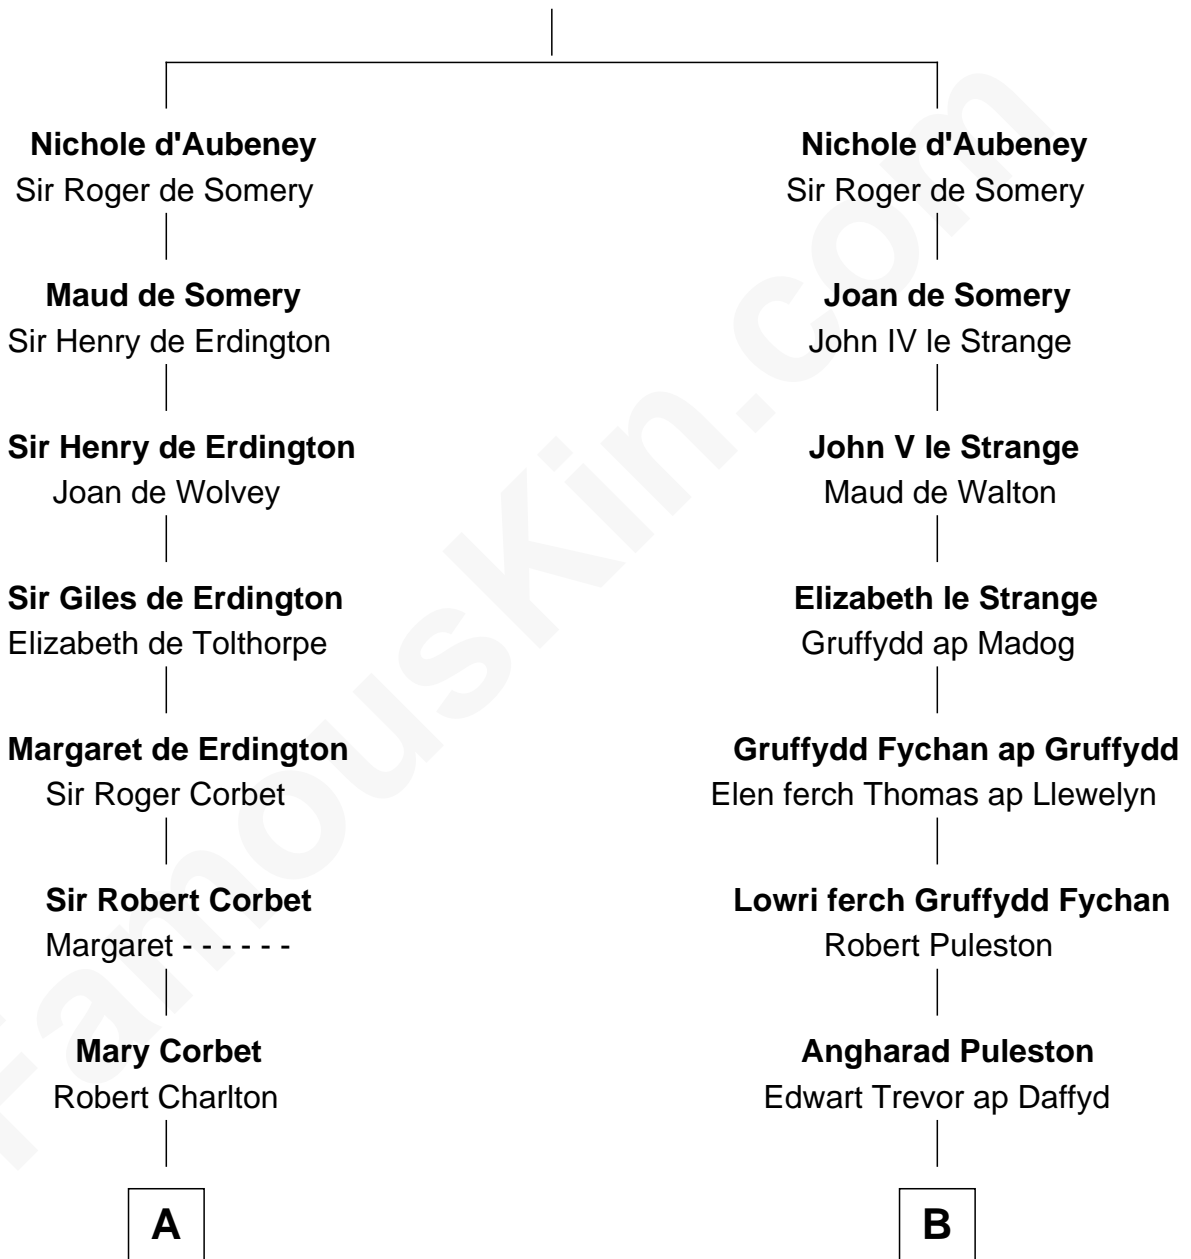 Nichole d'Aubeney
Sir Roger de Somery
Maud de Somery
Sir Henry de Erdington
Sir Henry de Erdington
Joan de Wolvey
Sir Giles de Erdington
Elizabeth de Tolthorpe
Margaret de Erdington
Sir Roger Corbet
Sir Robert Corbet
Margaret - - - - - -
Mary Corbet
Robert Charlton
A
Nichole d'Aubeney
Sir Roger de Somery
Joan de Somery
John IV le Strange
John V le Strange
Maud de Walton
Elizabeth le Strange
Gruffydd ap Madog
Gruffydd Fychan ap Gruffydd
Elen ferch Thomas ap Llewelyn
Lowri ferch Gruffydd Fychan
Robert Puleston
Angharad Puleston
Edwart Trevor ap Daffyd
B
FamousKin.com